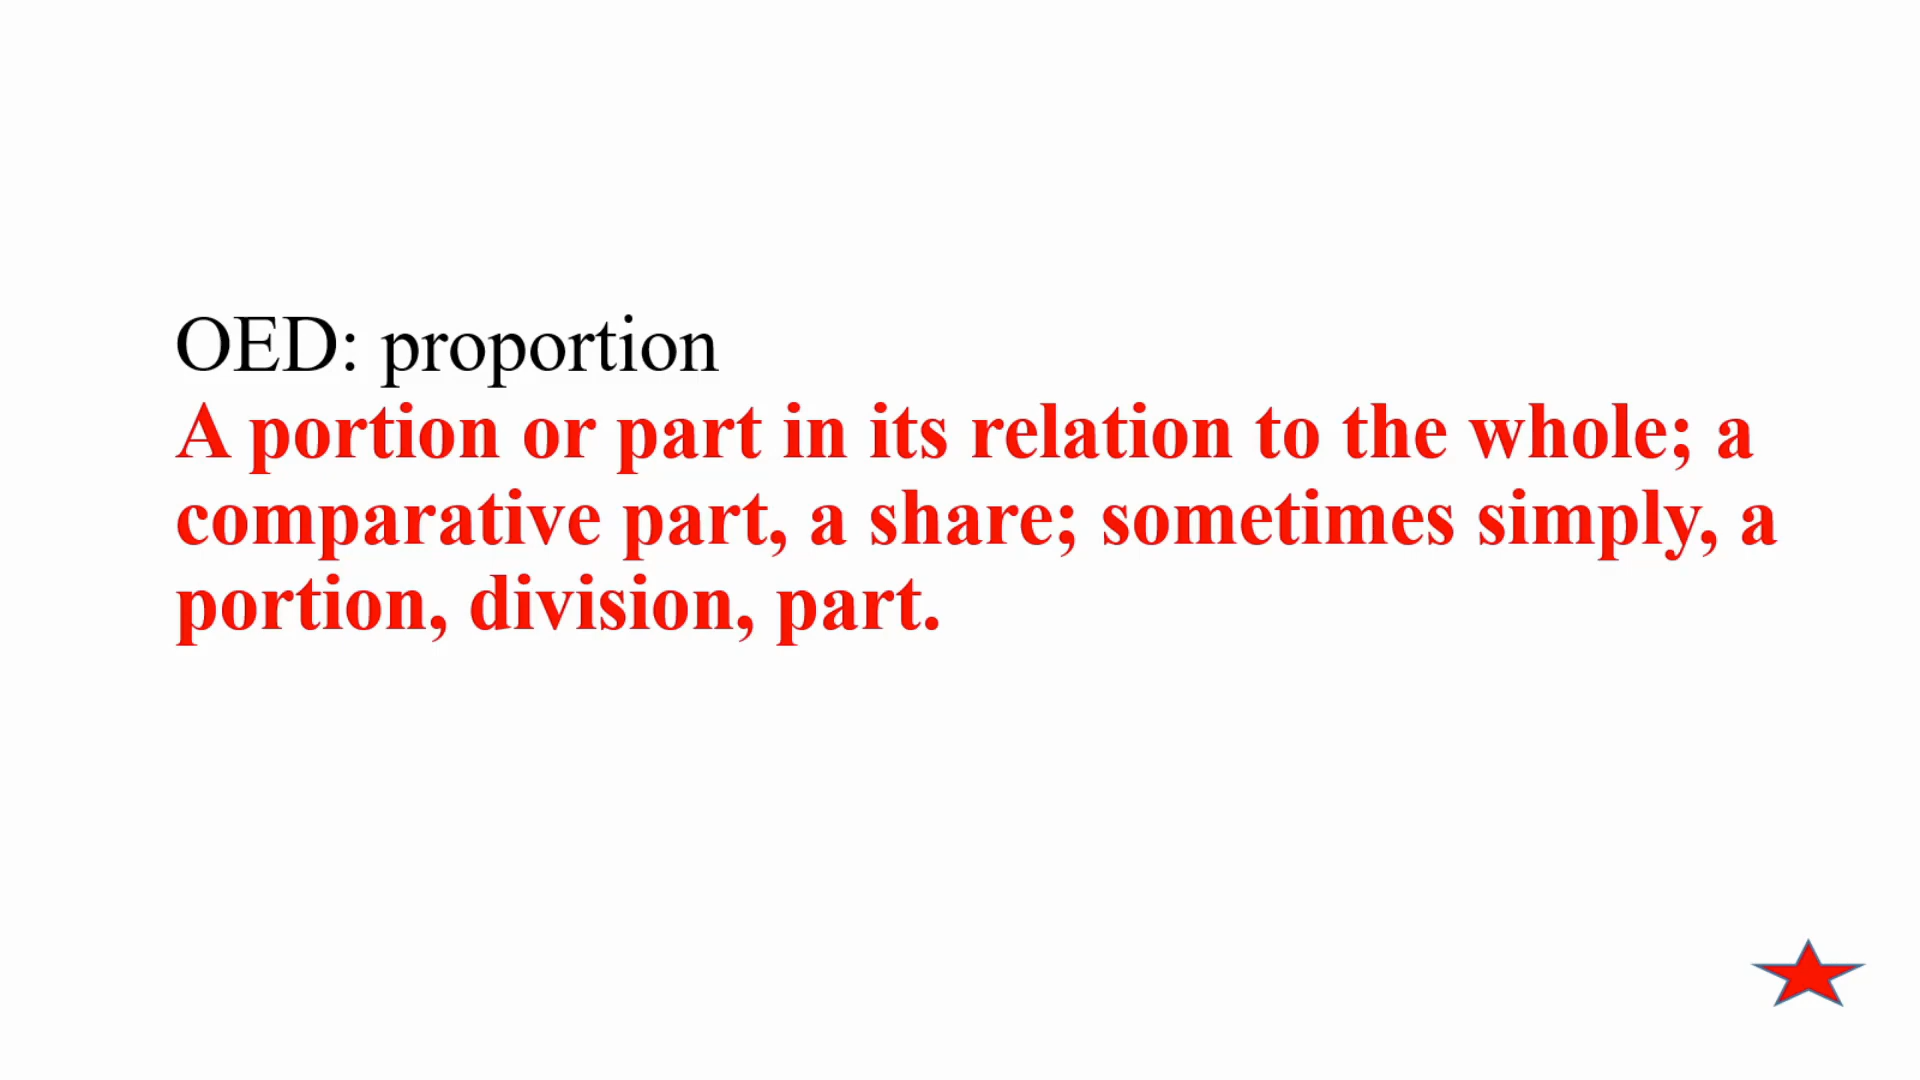 OED: proportion
A portion or part in its relation to the whole; a
comparative part, a share; sometimes simply, a
portion, division, part.